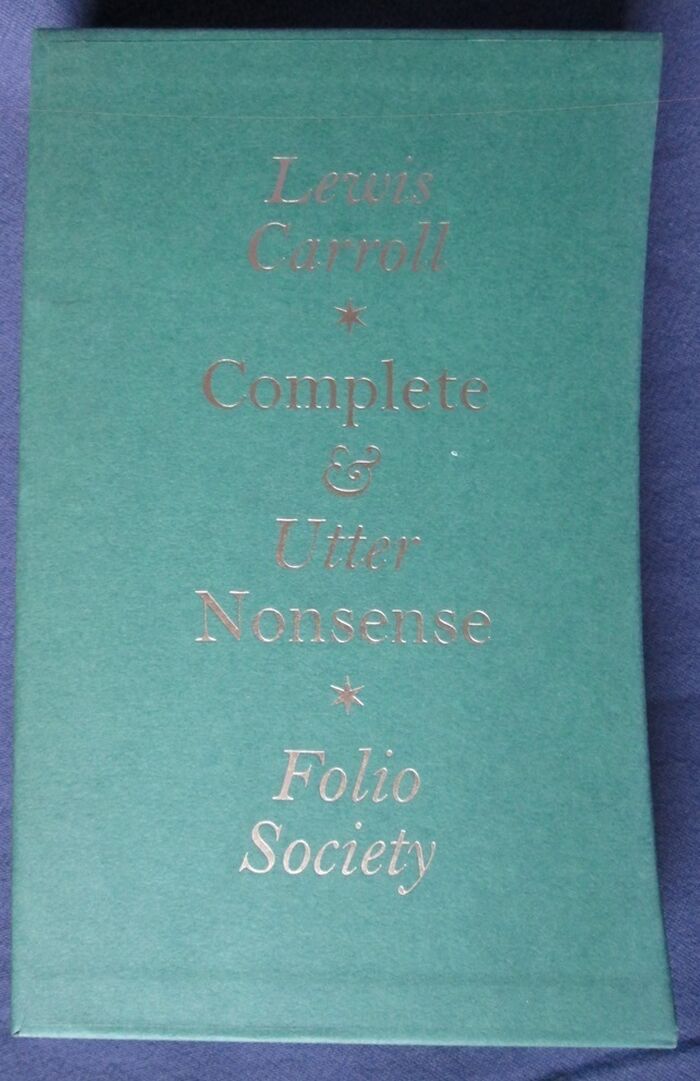 Lewis
Carroll
Complete
&
Utter
Nonsense
Folio
Society